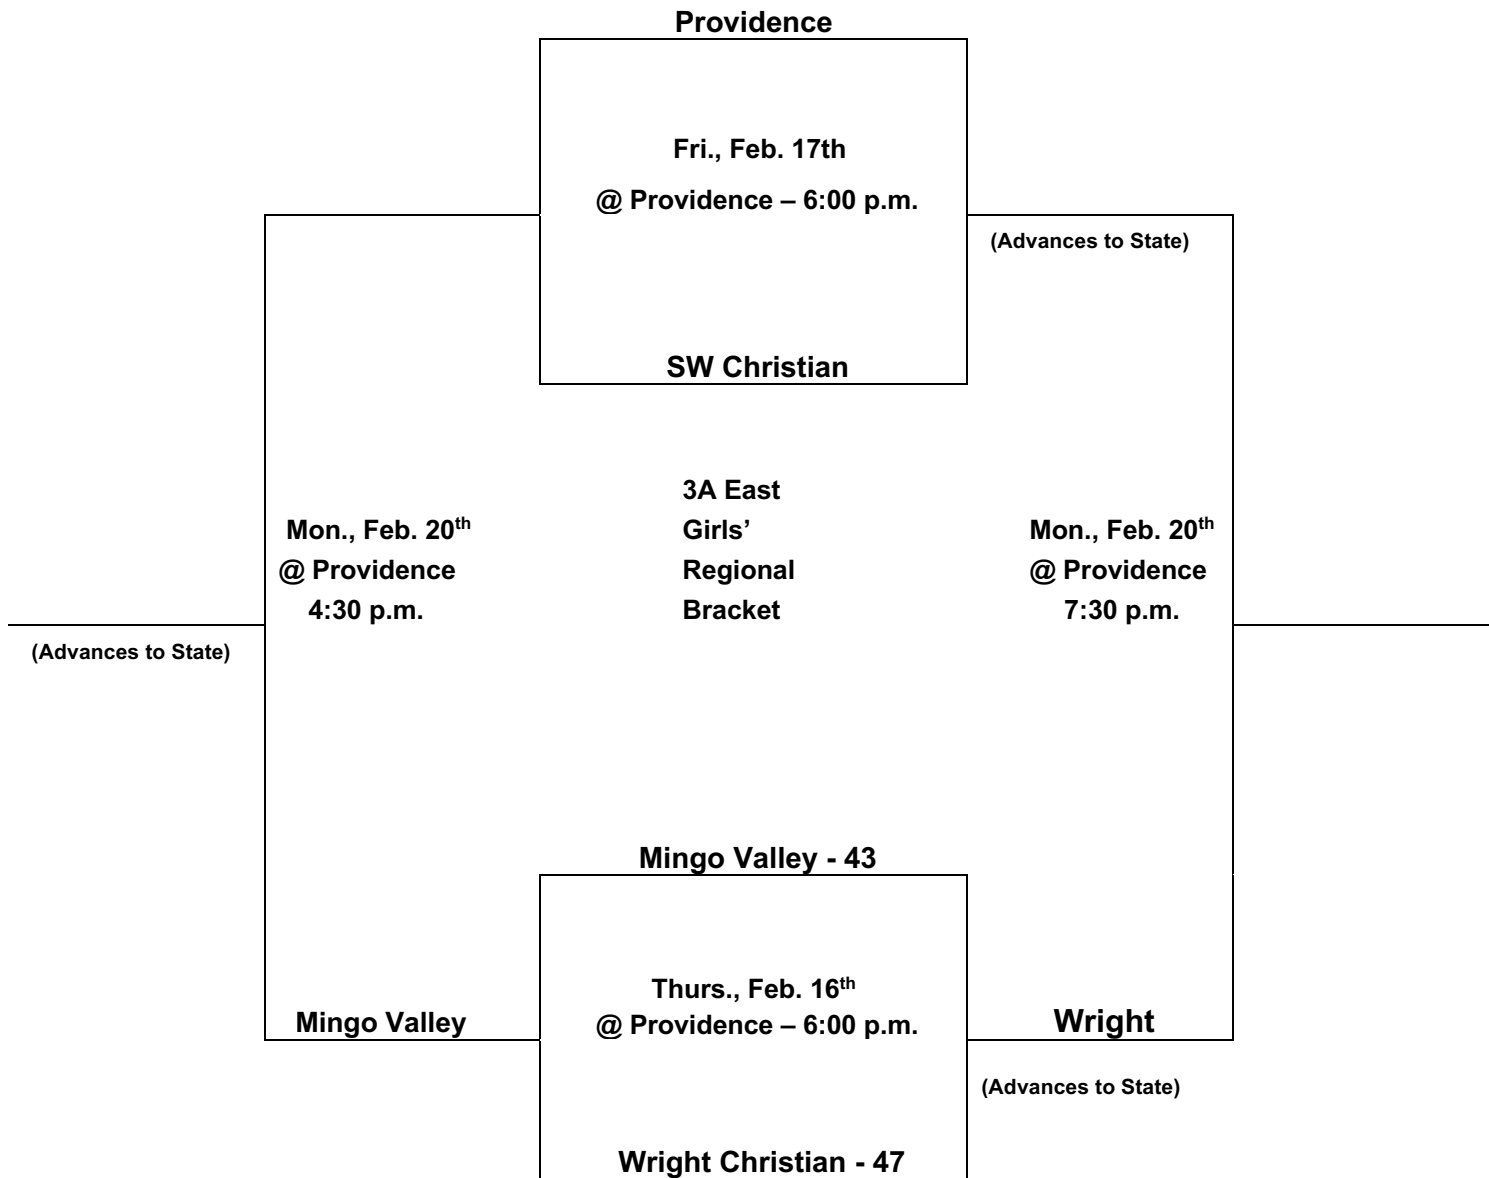 Providence
Fri., Feb. 17th
@ Providence – 6:00 p.m.
(Advances to State)
SW Christian
3A East
Girls’
Regional
Bracket
Mon., Feb. 20th
@ Providence
4:30 p.m.
Mon., Feb. 20th
@ Providence
7:30 p.m.
(Advances to State)
Mingo Valley - 43
Thurs., Feb. 16th
@ Providence – 6:00 p.m.
Mingo Valley
Wright
(Advances to State)
Wright Christian - 47